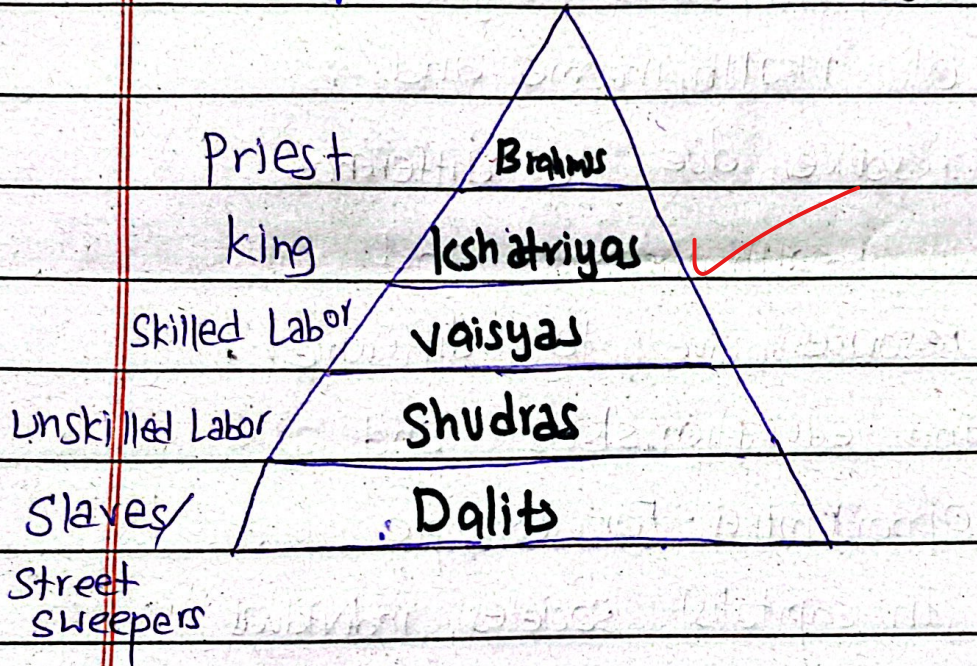 Priest Brahms
king kshatriyas
Skilled Labor vaisyas
Unskilled Labor Shudras
Slaves/ Dalits
Street
Sweepers